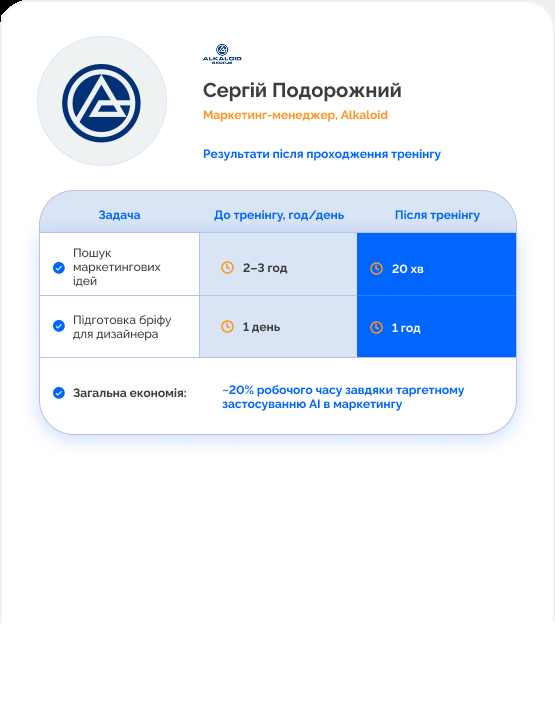 ALKALOID
SKOPJE
Сергій Подорожний
Маркетинг-менеджер, Alkaloid
Результати після проходження тренінгу
Задача
До тренінгу, год/день
Після тренінгу
Пошук
маркетингових
ідей
2–3 год
20 хв
Підготовка бріфу
для дизайнера
1 день
1 год
Загальна економія:
~20% робочого часу завдяки таргетному
застосуванню AI в маркетингу